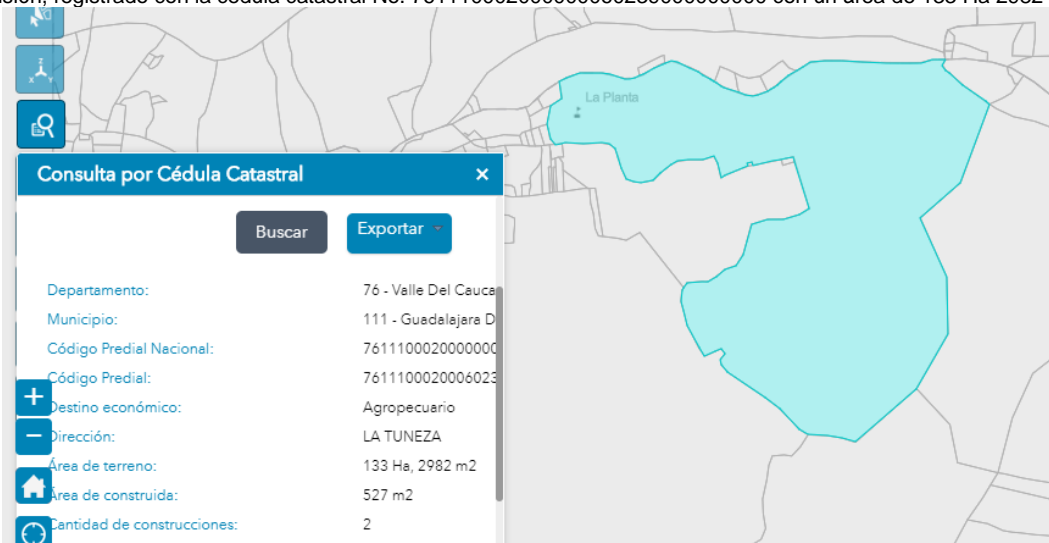 La Planta
Consulta por Cédula Catastral ×
Buscar Exportar
Departamento: 76 - Valle Del Cauca
Municipio: 111 - Guadalajara D
Código Predial Nacional: 7611100020000000
Código Predial: 7611100020006023
Destino económico: Agropecuario
Dirección: LA TUNEZA
Área de terreno: 133 Ha, 2982 m2
Área de construida: 527 m2
Cantidad de construcciones: 2